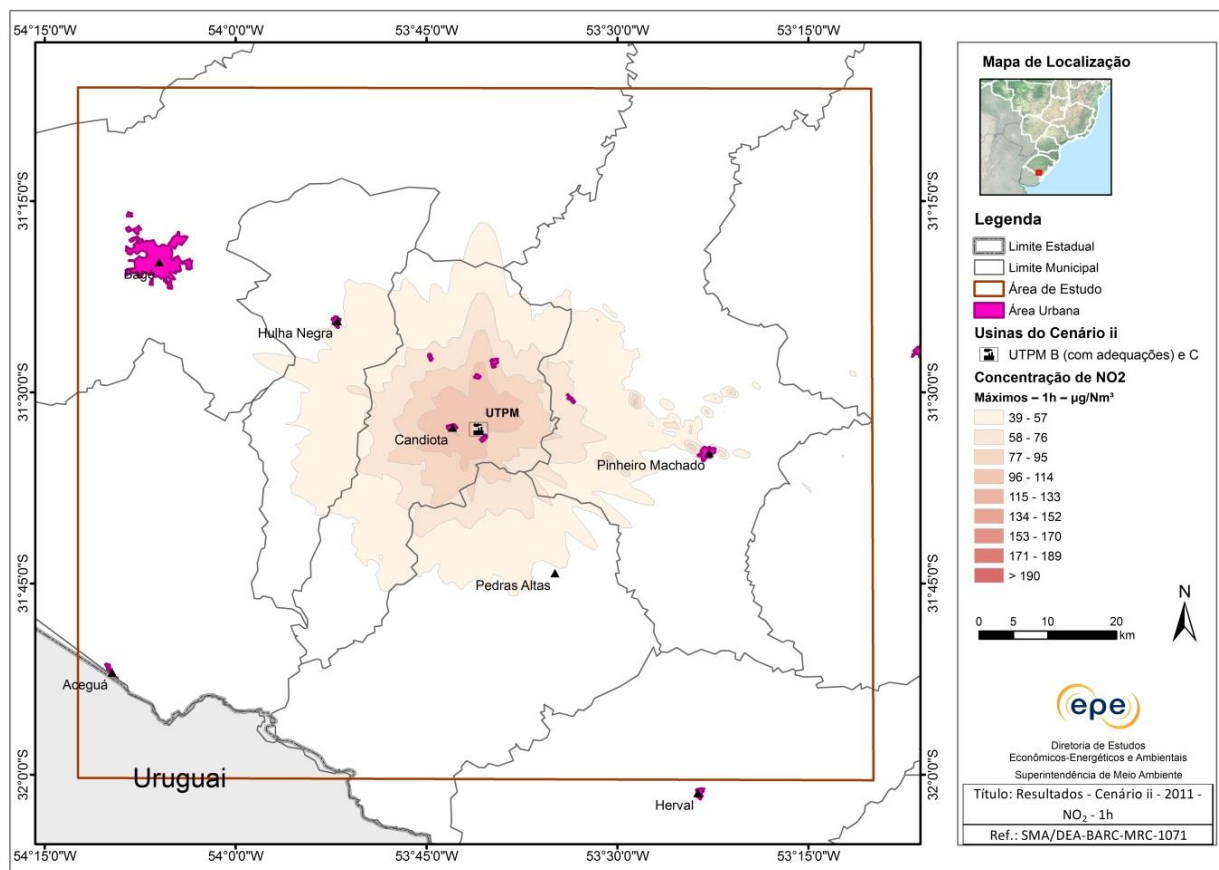 54°15'0"W 54°0'0"W 53°45'0"W 53°30'0"W 53°15'0"W
31°15'0"S
31°30'0"S
31°45'0"S
32°0'0"S
31°15'0"S
31°30'0"S
31°45'0"S
32°0'0"S
Bagé
Hulha Negra
UTPM
Candiota
Pinheiro Machado
Pedras Altas
Aceguá
Uruguai
Herval
54°15'0"W 54°0'0"W 53°45'0"W 53°30'0"W 53°15'0"W
Mapa de Localização
Legenda
Limite Estadual
Limite Municipal
Área de Estudo
Área Urbana
Usinas do Cenário ii
UTPM B (com adequações) e C
Concentração de NO2
Máximos – 1h – µg/Nm³
39 - 57
58 - 76
77 - 95
96 - 114
115 - 133
134 - 152
153 - 170
171 - 189
> 190
N
0 5 10 20
km
epe
Diretoria de Estudos
Econômicos-Energéticos e Ambientais
Superintendência de Meio Ambiente
Título: Resultados - Cenário ii - 2011 -
NO₂ - 1h
Ref.: SMA/DEA-BARC-MRC-1071